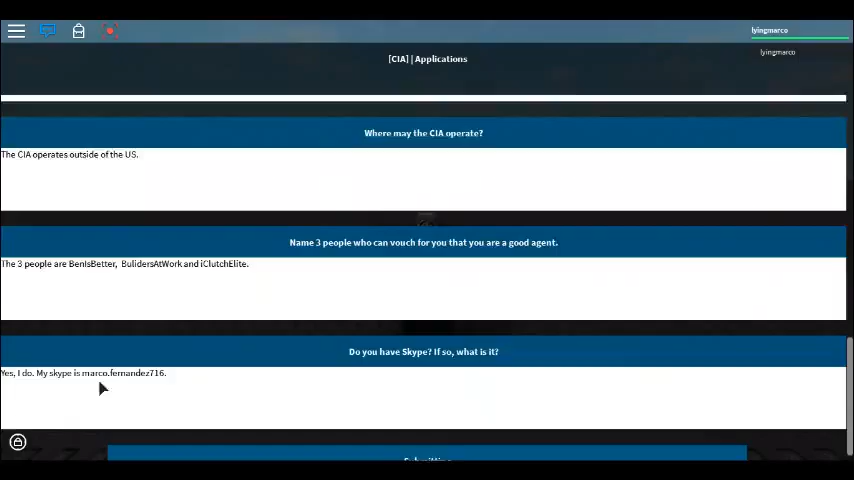 lyingmarco
lyingmarco
[CIA] | Applications
Where may the CIA operate?
The CIA operates outside of the US.
Name 3 people who can vouch for you that you are a good agent.
The 3 people are BenIsBetter, BulidersAtWork and iClutchElite.
Do you have Skype? If so, what is it?
Yes, I do. My skype is marco.fernandez716.